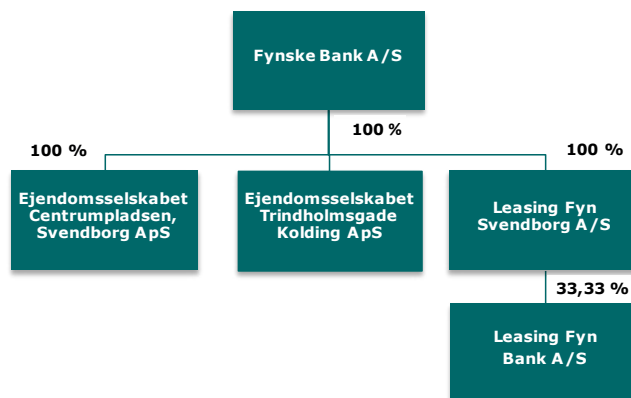 Fynske Bank A/S
100 %
100 %
100 %
Ejendomsselskabet
Centrumpladsen,
Svendborg ApS
Ejendomsselskabet
Trindholmsgade
Kolding ApS
Leasing Fyn
Svendborg A/S
33,33 %
Leasing Fyn
Bank A/S